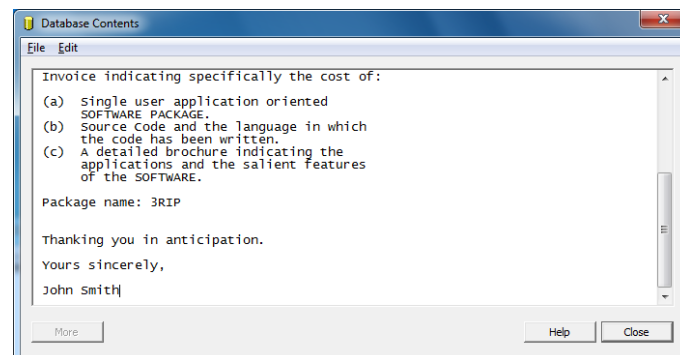 Database Contents
File Edit
Invoice indicating specifically the cost of:
(a) Single user application oriented
SOFTWARE PACKAGE.
(b) Source Code and the language in which
the code has been written.
(c) A detailed brochure indicating the
applications and the salient features
of the SOFTWARE.
Package name: 3RIP
Thanking you in anticipation.
Yours sincerely,
John Smith
More Help Close